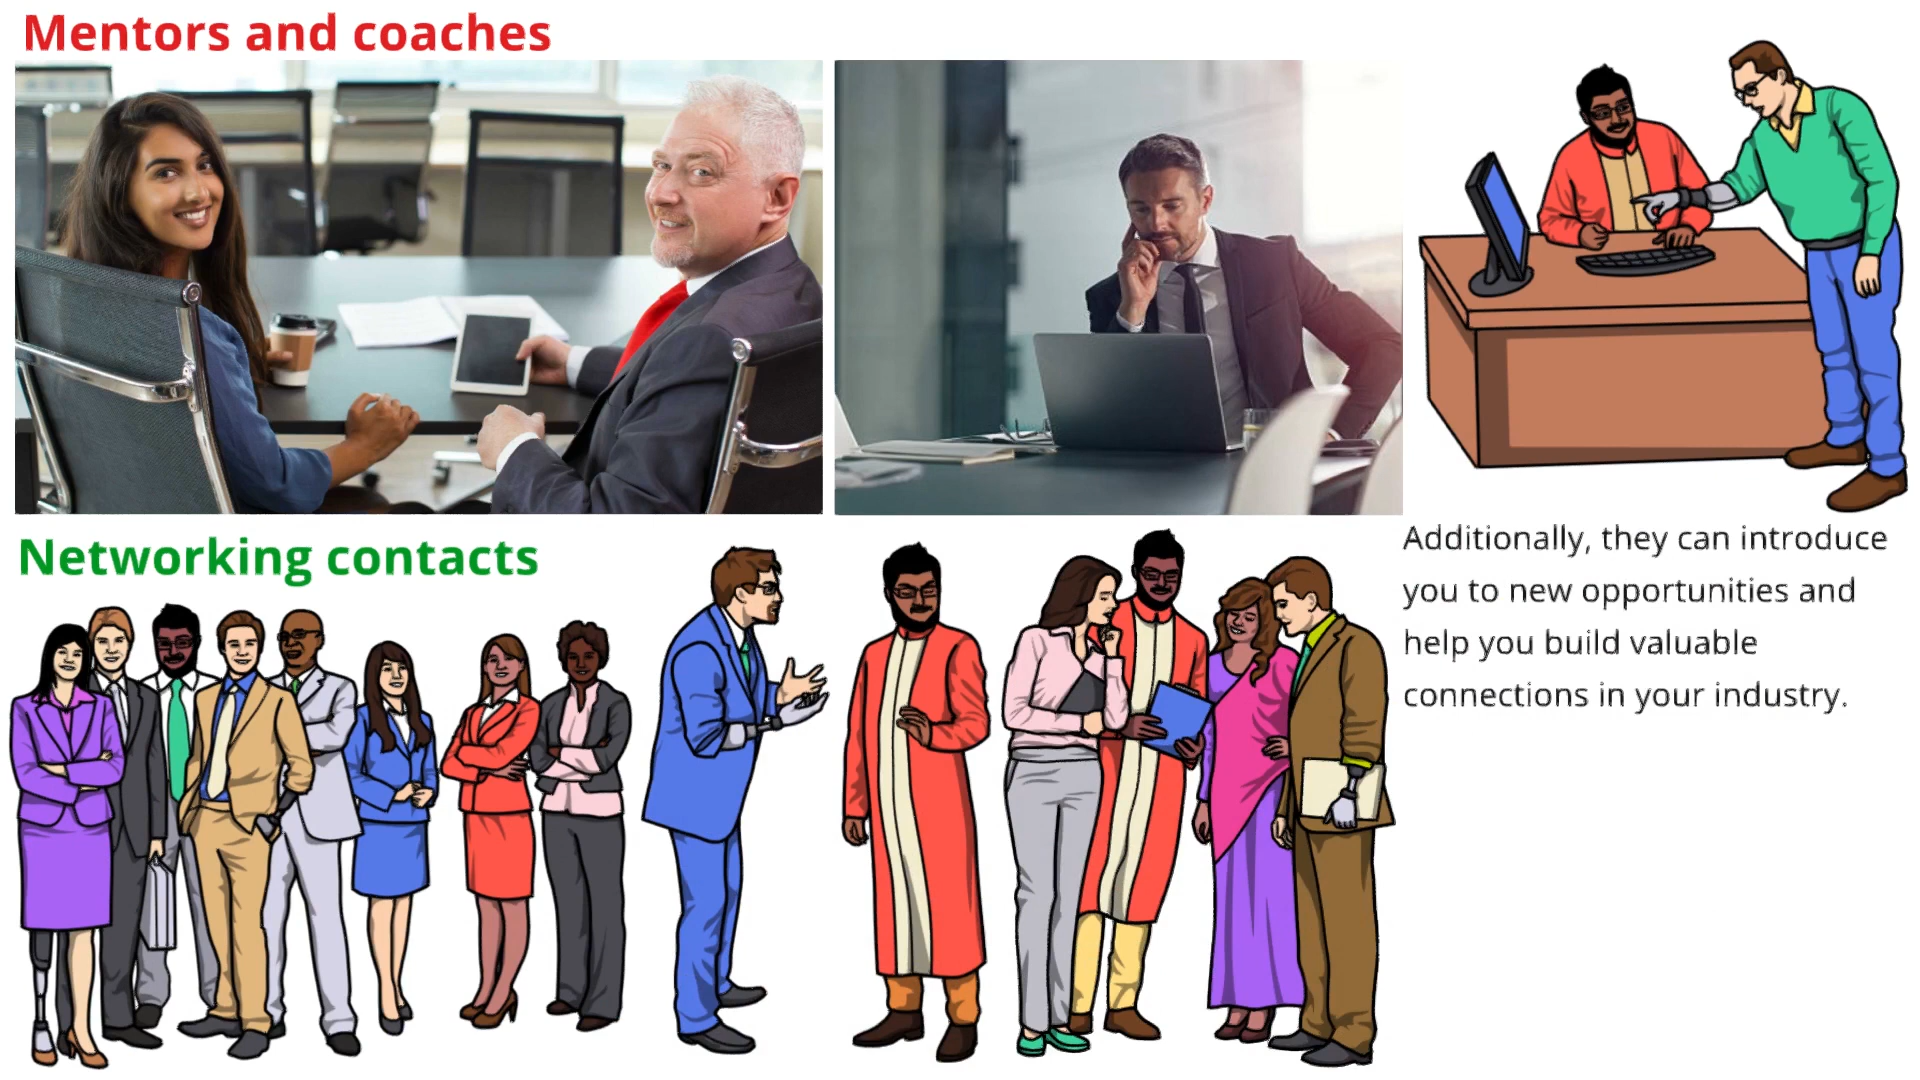 Mentors and coaches
Networking contacts
Additionally, they can introduce
you to new opportunities and
help you build valuable
connections in your industry.